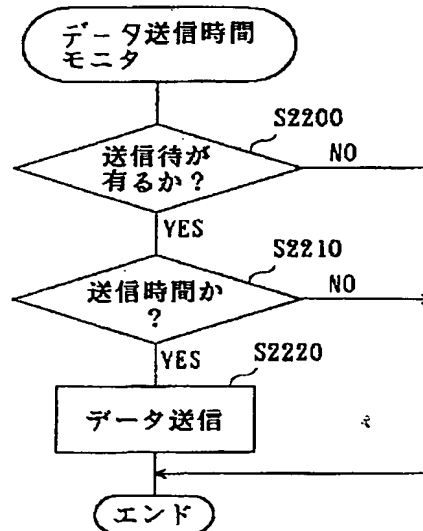 データ送信時間
モニタ
S2200
送信待が
有るか？
NO
YES
S2210
送信時間か
？
NO
YES
S2220
データ送信
エンド